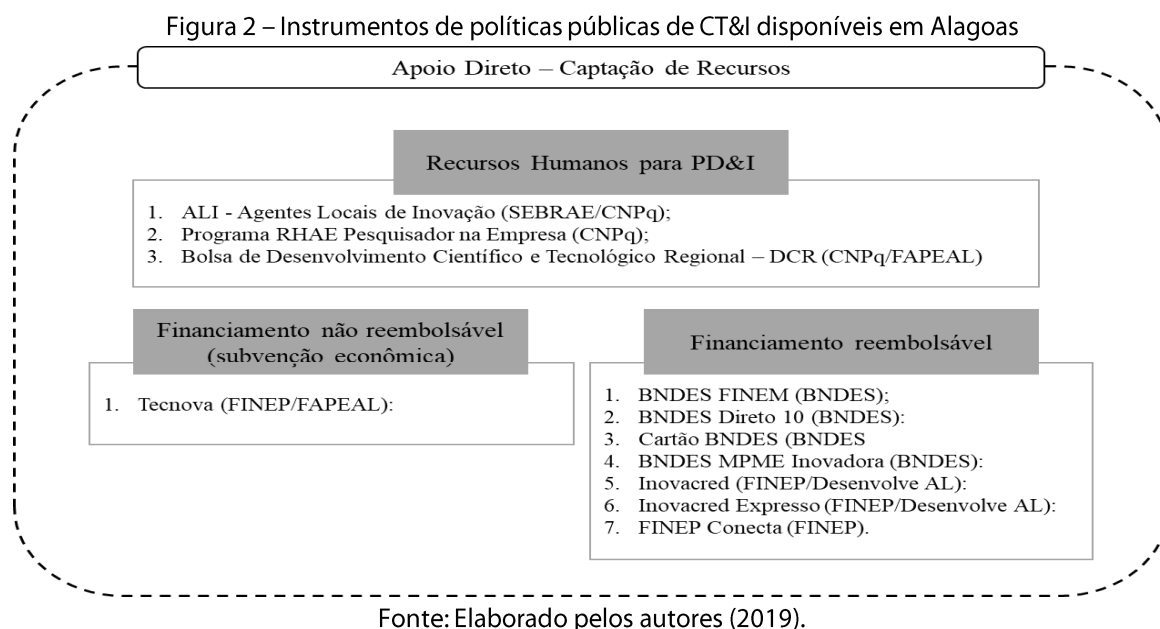 Figura 2 – Instrumentos de políticas públicas de CT&I disponíveis em Alagoas
Apoio Direto – Captação de Recursos
Recursos Humanos para PD&I
1. ALI - Agentes Locais de Inovação (SEBRAE/CNPq);
2. Programa RHAE Pesquisador na Empresa (CNPq);
3. Bolsa de Desenvolvimento Científico e Tecnológico Regional – DCR (CNPq/FAPEAL)
Financiamento não reembolsável
(subvenção econômica)
1. Tecnova (FINEP/FAPEAL):
Financiamento reembolsável
1. BNDES FINEM (BNDES);
2. BNDES Direto 10 (BNDES):
3. Cartão BNDES (BNDES
4. BNDES MPME Inovadora (BNDES):
5. Inovacred (FINEP/Desenvolve AL):
6. Inovacred Expresso (FINEP/Desenvolve AL):
7. FINEP Conecta (FINEP).
Fonte: Elaborado pelos autores (2019).